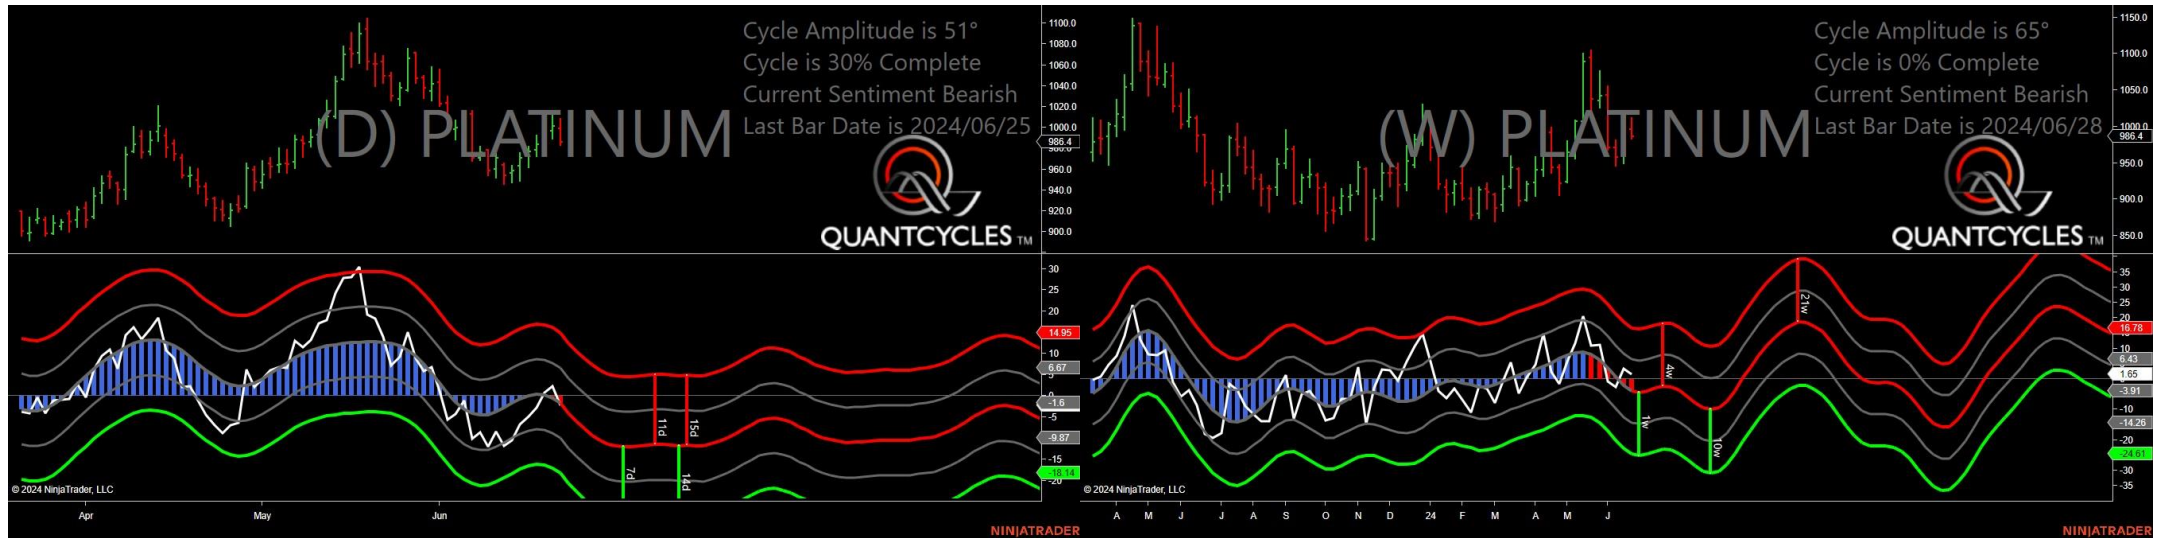 Cycle Amplitude is 51°
Cycle is 30% Complete
Current Sentiment Bearish
Last Bar Date is 2024/06/25
(D) PLATINUM
QUANTCYCLES TM
1100.0
1080.0
1060.0
1040.0
1020.0
1000.0
986.4
960.0
940.0
920.0
900.0
30
25
20
14.95
10
6.67
-1.6
-5
-9.87
-15
-18.14
-20
11d
15d
7d
14d
© 2024 NinjaTrader, LLC
Apr
May
Jun
NINJATRADER
Cycle Amplitude is 65°
Cycle is 0% Complete
Current Sentiment Bearish
Last Bar Date is 2024/06/28
(W) PLATINUM
QUANTCYCLES TM
1150.0
1100.0
1050.0
1000.0
986.4
950.0
900.0
850.0
35
30
25
20
16.78
10
6.43
1.65
-3.91
-10
-14.26
-20
-24.61
-30
-35
21w
4w
1w
10w
© 2024 NinjaTrader, LLC
A M J J A S O N D 24 F M A M J
NINJATRADER